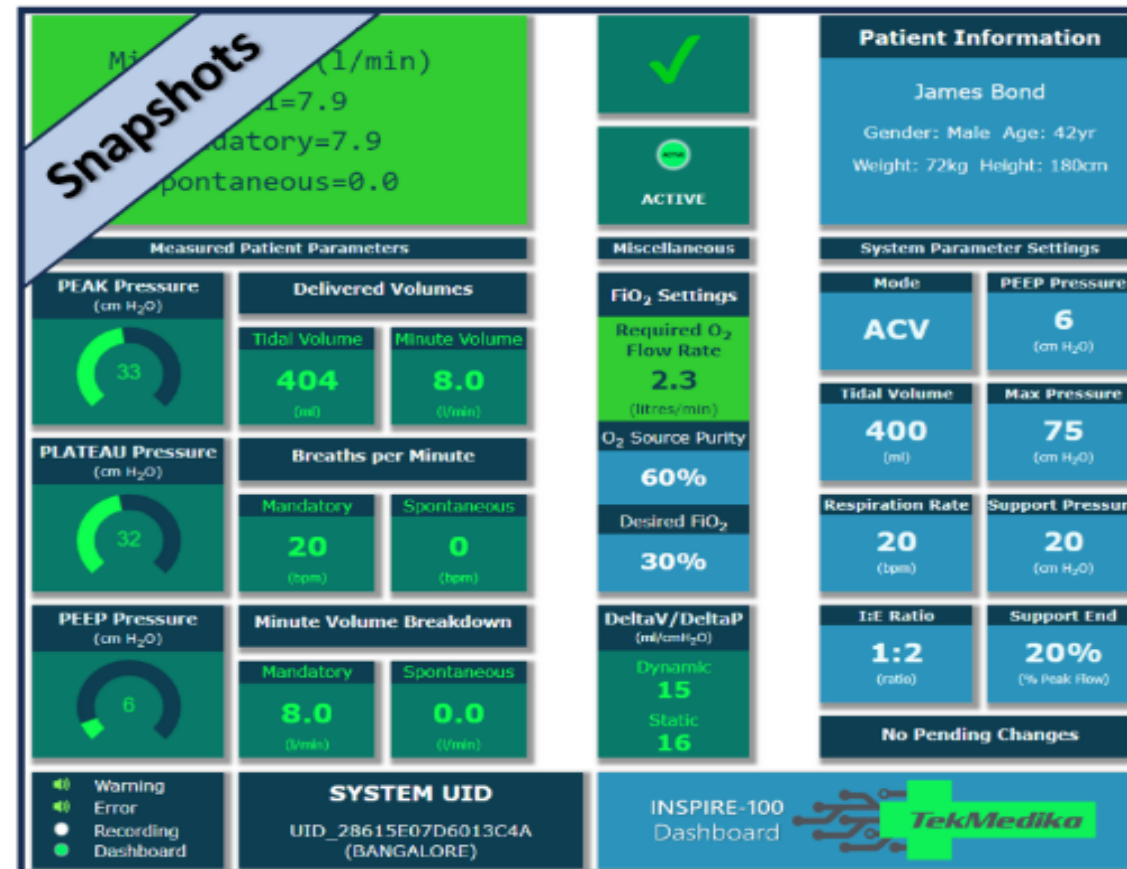 Snapshots
(l/min)
=7.9
datory=7.9
pontaneous=0.0
ACTIVE
Patient Information
James Bond
Gender: Male Age: 42yr
Weight: 72kg Height: 180cm
Measured Patient Parameters
PEAK Pressure
(cm H₂O)
33
Delivered Volumes
Tidal Volume
404
(ml)
Minute Volume
8.0
(l/min)
PLATEAU Pressure
(cm H₂O)
32
Breaths per Minute
Mandatory
20
(bpm)
Spontaneous
0
(bpm)
PEEP Pressure
(cm H₂O)
6
Minute Volume Breakdown
Mandatory
8.0
(l/min)
Spontaneous
0.0
(l/min)
Miscellaneous
FiO₂ Settings
Required O₂
Flow Rate
2.3
(litres/min)
O₂ Source Purity
60%
Desired FiO₂
30%
DeltaV/DeltaP
(ml/cmH₂O)
Dynamic
15
Static
16
System Parameter Settings
Mode
ACV
PEEP Pressure
6
(cm H₂O)
Tidal Volume
400
(ml)
Max Pressure
75
(cm H₂O)
Respiration Rate
20
(bpm)
Support Pressur
20
(cm H₂O)
I:E Ratio
1:2
(ratio)
Support End
20%
(% Peak Flow)
No Pending Changes
Warning
Error
Recording
Dashboard
SYSTEM UID
UID_28615E07D6013C4A
(BANGALORE)
INSPIRE-100
Dashboard
TekMedika